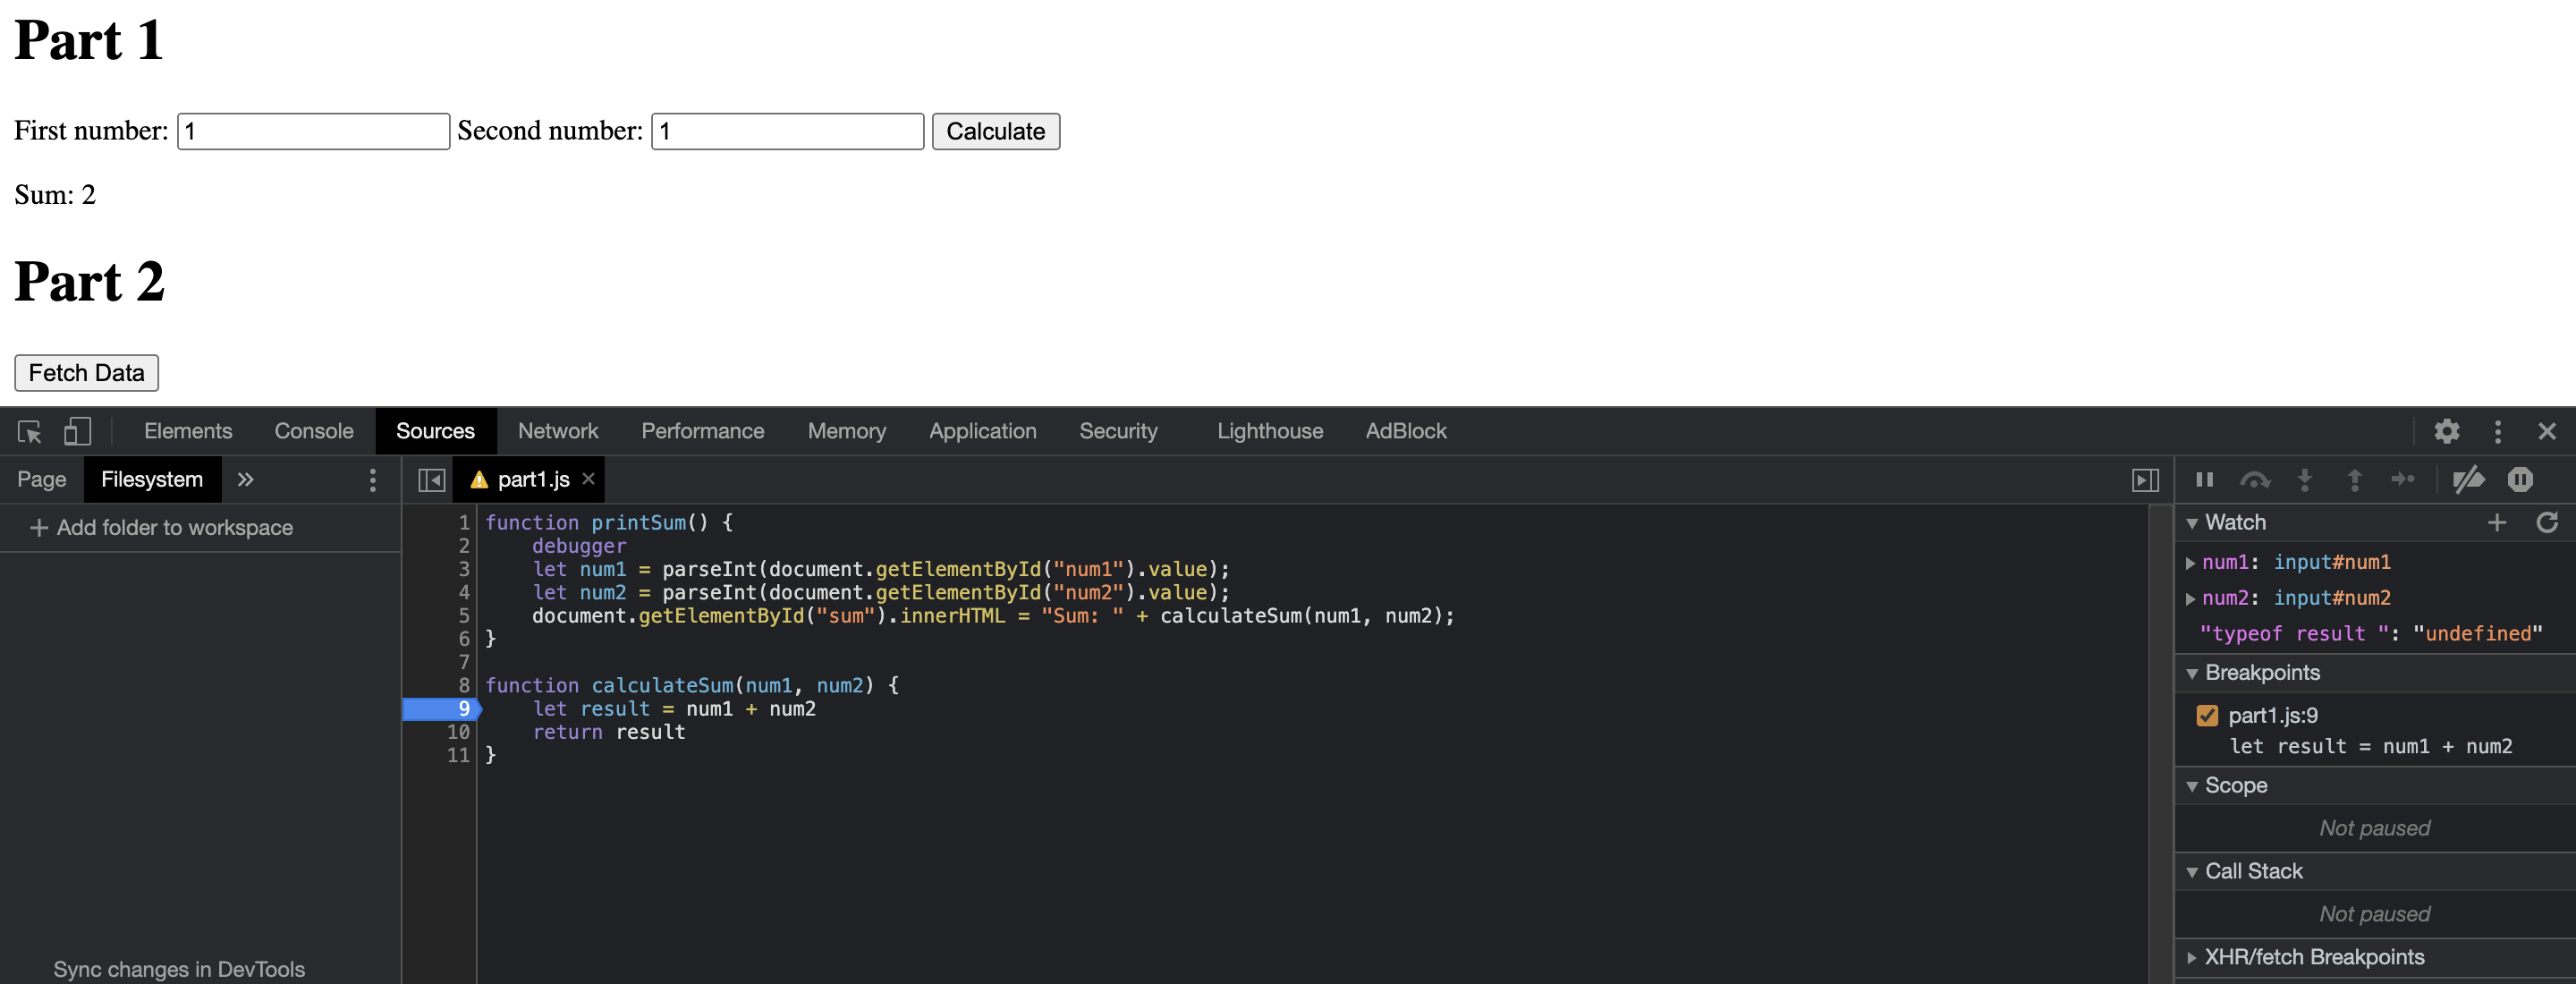 Part 1
First number: 1 Second number: 1 Calculate
Sum: 2
Part 2
Fetch Data
Elements Console Sources Network Performance Memory Application Security Lighthouse AdBlock
Page Filesystem
part1.js
+ Add folder to workspace
Sync changes in DevTools
1 function printSum() {
2     debugger
3     let num1 = parseInt(document.getElementById("num1").value);
4     let num2 = parseInt(document.getElementById("num2").value);
5     document.getElementById("sum").innerHTML = "Sum: " + calculateSum(num1, num2);
6 }
7
8 function calculateSum(num1, num2) {
9     let result = num1 + num2
10     return result
11 }
Watch
num1: input#num1
num2: input#num2
"typeof result ": "undefined"
Breakpoints
part1.js:9
let result = num1 + num2
Scope
Not paused
Call Stack
Not paused
XHR/fetch Breakpoints